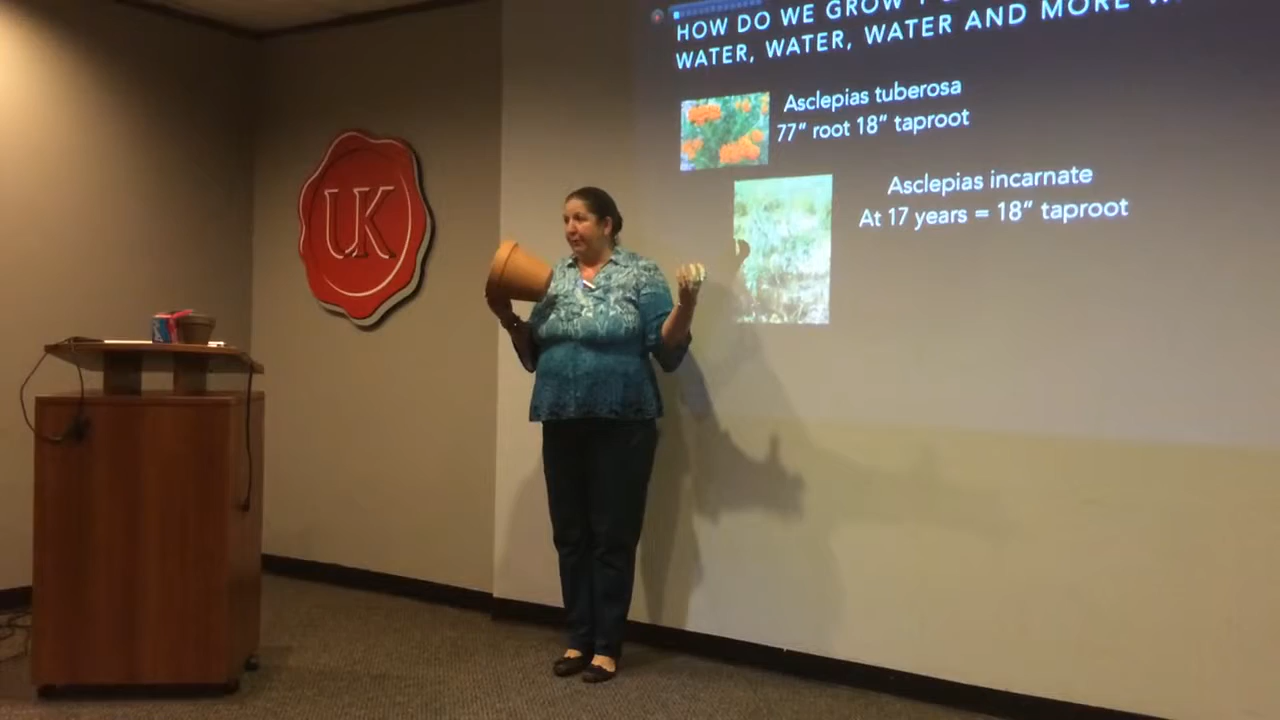 HOW DO WE GROW
WATER, WATER, WATER AND MORE
Asclepias tuberosa
77” root 18” taproot
Asclepias incarnate
At 17 years = 18” taproot
UK